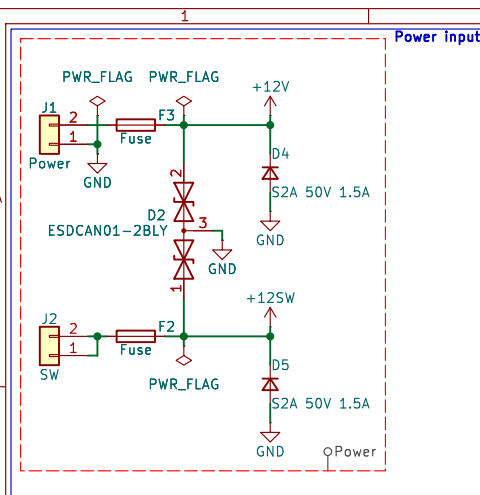 1
Power input
PWR_FLAG PWR_FLAG
+12V
J1
2
F3
1
Fuse
D4
Power
GND
2
S2A 50V 1.5A
D2
3
ESDCAN01-2BLY
GND
GND
1
+12SW
J2
2
F2
1
Fuse
D5
SW
PWR_FLAG
S2A 50V 1.5A
GND
Power